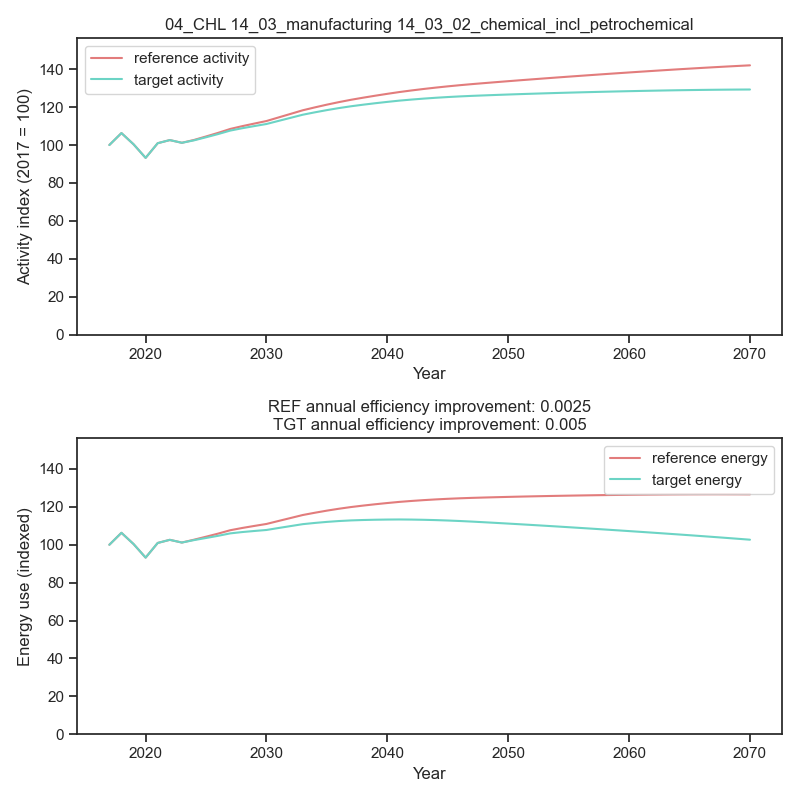 04_CHL 14_03_manufacturing 14_03_02_chemical_incl_petrochemical
reference activity
target activity
Activity index (2017 = 100)
140
120
100
80
60
40
20
0
2020 2030 2040 2050 2060 2070
Year
REF annual efficiency improvement: 0.0025
TGT annual efficiency improvement: 0.005
reference energy
target energy
Energy use (indexed)
140
120
100
80
60
40
20
0
2020 2030 2040 2050 2060 2070
Year